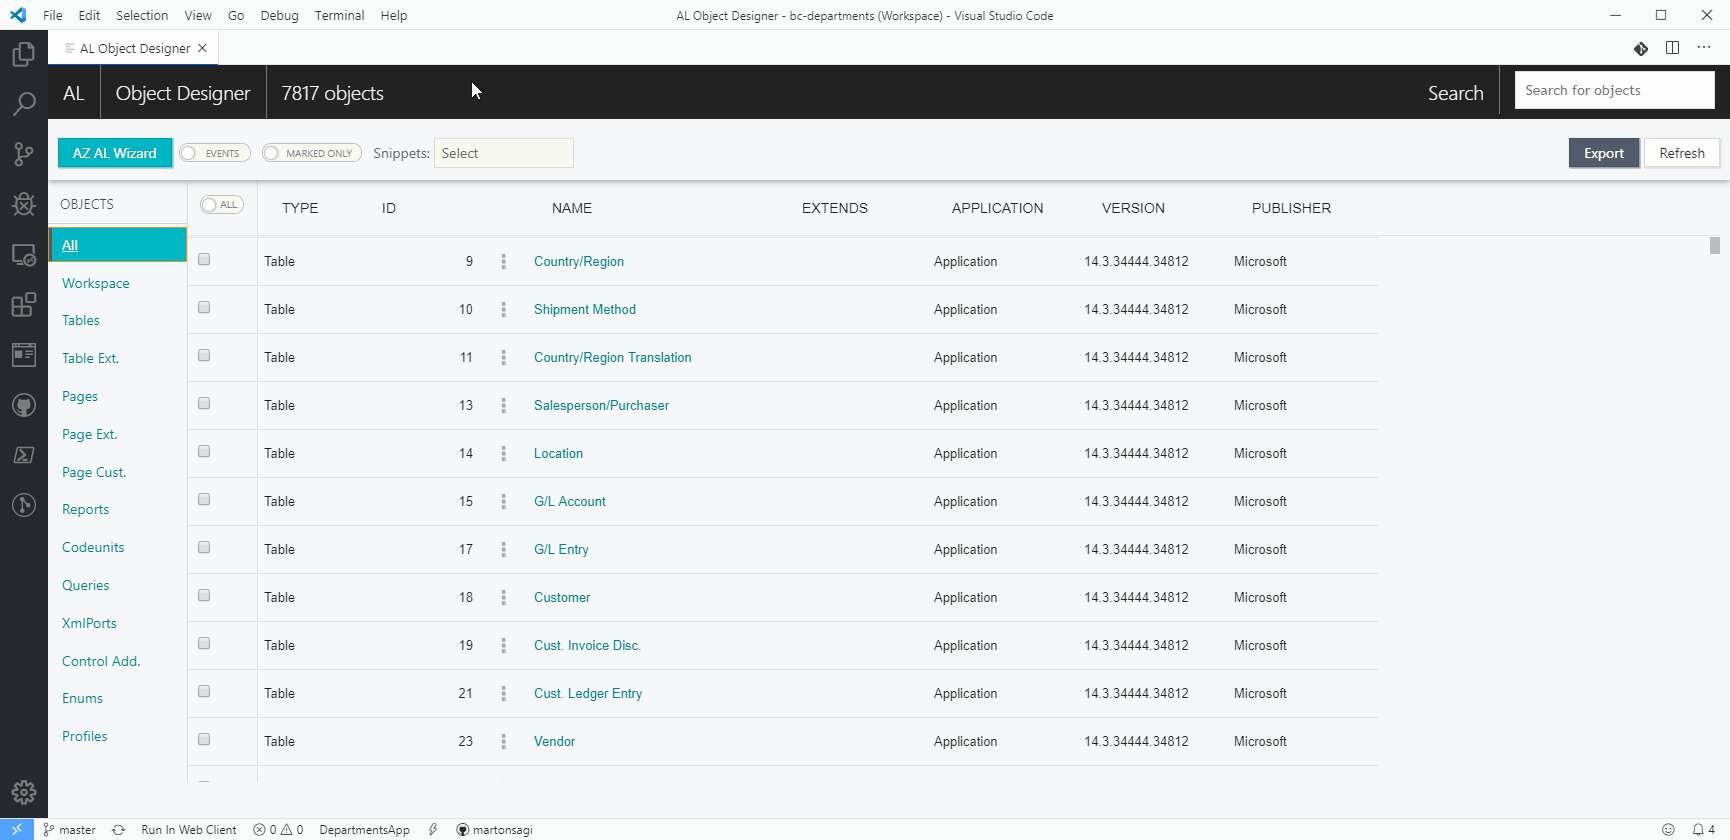 File Edit Selection View Go Debug Terminal Help
AL Object Designer - bc-departments (Workspace) - Visual Studio Code
AL Object Designer
AL Object Designer 7817 objects Search Search for objects
AZ AL Wizard EVENTS MARKED ONLY Snippets: Select Export Refresh
OBJECTS
All
Workspace
Tables
Table Ext.
Pages
Page Ext.
Page Cust.
Reports
Codeunits
Queries
XmlPorts
Control Add.
Enums
Profiles
ALL TYPE ID NAME EXTENDS APPLICATION VERSION PUBLISHER
Table 9 Country/Region Application 14.3.34444.34812 Microsoft
Table 10 Shipment Method Application 14.3.34444.34812 Microsoft
Table 11 Country/Region Translation Application 14.3.34444.34812 Microsoft
Table 13 Salesperson/Purchaser Application 14.3.34444.34812 Microsoft
Table 14 Location Application 14.3.34444.34812 Microsoft
Table 15 G/L Account Application 14.3.34444.34812 Microsoft
Table 17 G/L Entry Application 14.3.34444.34812 Microsoft
Table 18 Customer Application 14.3.34444.34812 Microsoft
Table 19 Cust. Invoice Disc. Application 14.3.34444.34812 Microsoft
Table 21 Cust. Ledger Entry Application 14.3.34444.34812 Microsoft
Table 23 Vendor Application 14.3.34444.34812 Microsoft
master Run In Web Client 0 0 DepartmentsApp martonsagi 4